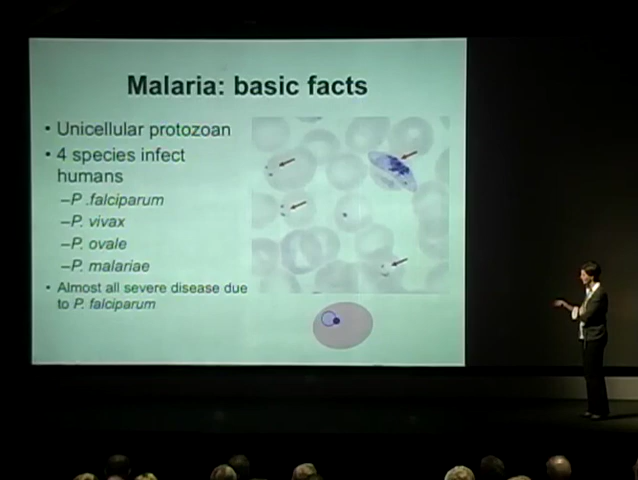 Malaria: basic facts
• Unicellular protozoan
• 4 species infect
humans
–P .falciparum
–P. vivax
–P. ovale
–P. malariae
• Almost all severe disease due
to P. falciparum